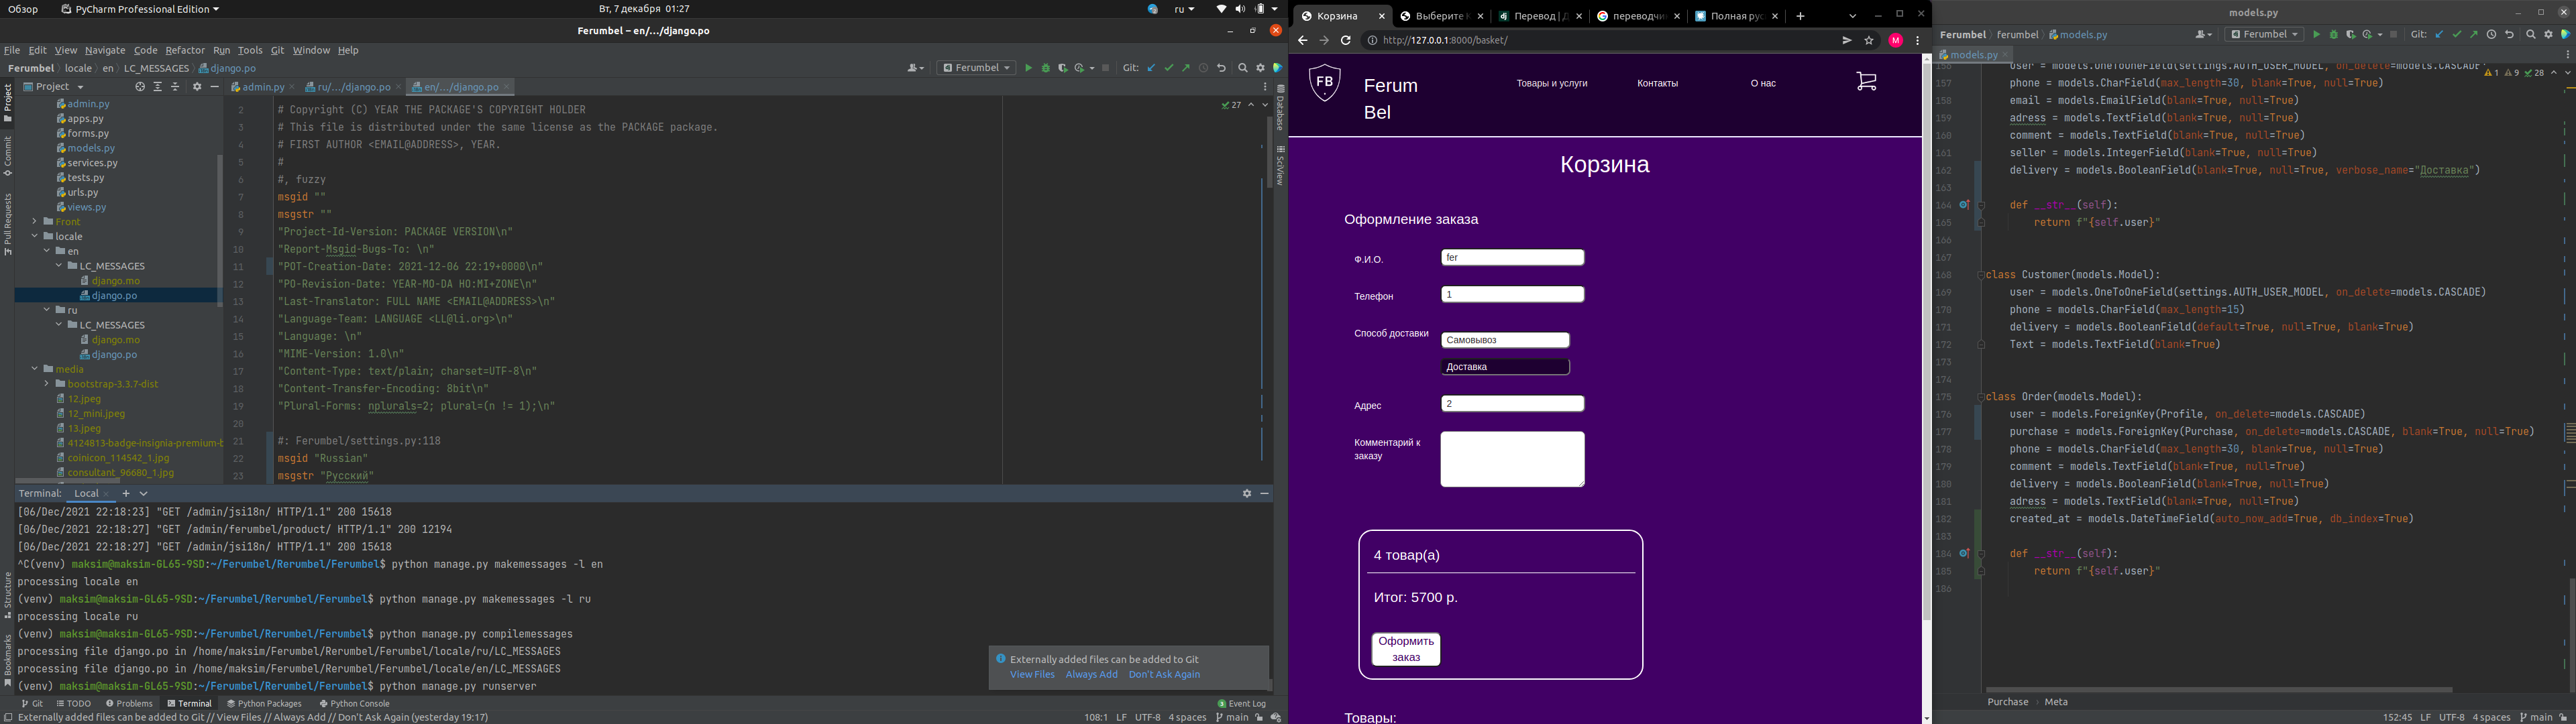 Обзор
PyCharm Professional Edition
Вт, 7 декабря 01:27
ru
Ferumbel – en/.../django.po
File Edit View Navigate Code Refactor Run Tools Git Window Help
Ferumbel locale en LC_MESSAGES django.po
Ferumbel
Git:
Project
admin.py
ru/.../django.po
en/.../django.po
admin.py
apps.py
forms.py
models.py
services.py
tests.py
urls.py
views.py
Front
locale
en
LC_MESSAGES
django.mo
django.po
ru
LC_MESSAGES
django.mo
django.po
media
bootstrap-3.3.7-dist
12.jpeg
12_mini.jpeg
13.jpeg
4124813-badge-insignia-premium-b
coinicon_114542_1.jpg
consultant_96680_1.jpg
Project
Commit
Pull Requests
Structure
Bookmarks
Database
SciView
27
2 # Copyright (C) YEAR THE PACKAGE'S COPYRIGHT HOLDER
3 # This file is distributed under the same license as the PACKAGE package.
4 # FIRST AUTHOR <EMAIL@ADDRESS>, YEAR.
5 #
6 #, fuzzy
7 msgid ""
8 msgstr ""
9 "Project-Id-Version: PACKAGE VERSION\n"
10 "Report-Msgid-Bugs-To: \n"
11 "POT-Creation-Date: 2021-12-06 22:19+0000\n"
12 "PO-Revision-Date: YEAR-MO-DA HO:MI+ZONE\n"
13 "Last-Translator: FULL NAME <EMAIL@ADDRESS>\n"
14 "Language-Team: LANGUAGE <LL@li.org>\n"
15 "Language: \n"
16 "MIME-Version: 1.0\n"
17 "Content-Type: text/plain; charset=UTF-8\n"
18 "Content-Transfer-Encoding: 8bit\n"
19 "Plural-Forms: nplurals=2; plural=(n != 1);\n"
20
21 #: Ferumbel/settings.py:118
22 msgid "Russian"
23 msgstr "Русский"
Terminal: Local
[06/Dec/2021 22:18:23] "GET /admin/jsi18n/ HTTP/1.1" 200 15618
[06/Dec/2021 22:18:27] "GET /admin/ferumbel/product/ HTTP/1.1" 200 12194
[06/Dec/2021 22:18:27] "GET /admin/jsi18n/ HTTP/1.1" 200 15618
^C(venv) maksim@maksim-GL65-9SD:~/Ferumbel/Rerumbel/Ferumbel$ python manage.py makemessages -l en
processing locale en
(venv) maksim@maksim-GL65-9SD:~/Ferumbel/Rerumbel/Ferumbel$ python manage.py makemessages -l ru
processing locale ru
(venv) maksim@maksim-GL65-9SD:~/Ferumbel/Rerumbel/Ferumbel$ python manage.py compilemessages
processing file django.po in /home/maksim/Ferumbel/Rerumbel/Ferumbel/locale/ru/LC_MESSAGES
processing file django.po in /home/maksim/Ferumbel/Rerumbel/Ferumbel/locale/en/LC_MESSAGES
(venv) maksim@maksim-GL65-9SD:~/Ferumbel/Rerumbel/Ferumbel$ python manage.py runserver
Externally added files can be added to Git
View Files Always Add Don't Ask Again
Git TODO Problems Terminal Python Packages Python Console
3 Event Log
Externally added files can be added to Git // View Files // Always Add // Don't Ask Again (yesterday 19:17)
108:1 LF UTF-8 4 spaces main
Корзина
Выберите
Перевод | Д
переводчик
Полная рус
http://127.0.0.1:8000/basket/
M
FB
Ferum
Bel
Товары и услуги
Контакты
О нас
Корзина
Оформление заказа
Ф.И.О. fer
Телефон 1
Способ доставки Самовывоз
Доставка
Адрес 2
Комментарий к
заказу
4 товар(а)
Итог: 5700 р.
Оформить
заказ
Товары:
models.py
Ferumbel ferumbel models.py
Ferumbel
Git:
models.py
1 9 28
156 user = models.OneToOneField(settings.AUTH_USER_MODEL, on_delete=models.CASCADE
157 phone = models.CharField(max_length=30, blank=True, null=True)
158 email = models.EmailField(blank=True, null=True)
159 adress = models.TextField(blank=True, null=True)
160 comment = models.TextField(blank=True, null=True)
161 seller = models.IntegerField(blank=True, null=True)
162 delivery = models.BooleanField(blank=True, null=True, verbose_name="Доставка")
163
164 def __str__(self):
165 return f"{self.user}"
166
167
168 class Customer(models.Model):
169 user = models.OneToOneField(settings.AUTH_USER_MODEL, on_delete=models.CASCADE)
170 phone = models.CharField(max_length=15)
171 delivery = models.BooleanField(default=True, null=True, blank=True)
172 Text = models.TextField(blank=True)
173
174
175 class Order(models.Model):
176 user = models.ForeignKey(Profile, on_delete=models.CASCADE)
177 purchase = models.ForeignKey(Purchase, on_delete=models.CASCADE, blank=True, null=True)
178 phone = models.CharField(max_length=30, blank=True, null=True)
179 comment = models.TextField(blank=True, null=True)
180 delivery = models.BooleanField(blank=True, null=True)
181 adress = models.TextField(blank=True, null=True)
182 created_at = models.DateTimeField(auto_now_add=True, db_index=True)
183
184 def __str__(self):
185 return f"{self.user}"
186
Purchase Meta
152:45 LF UTF-8 4 spaces main